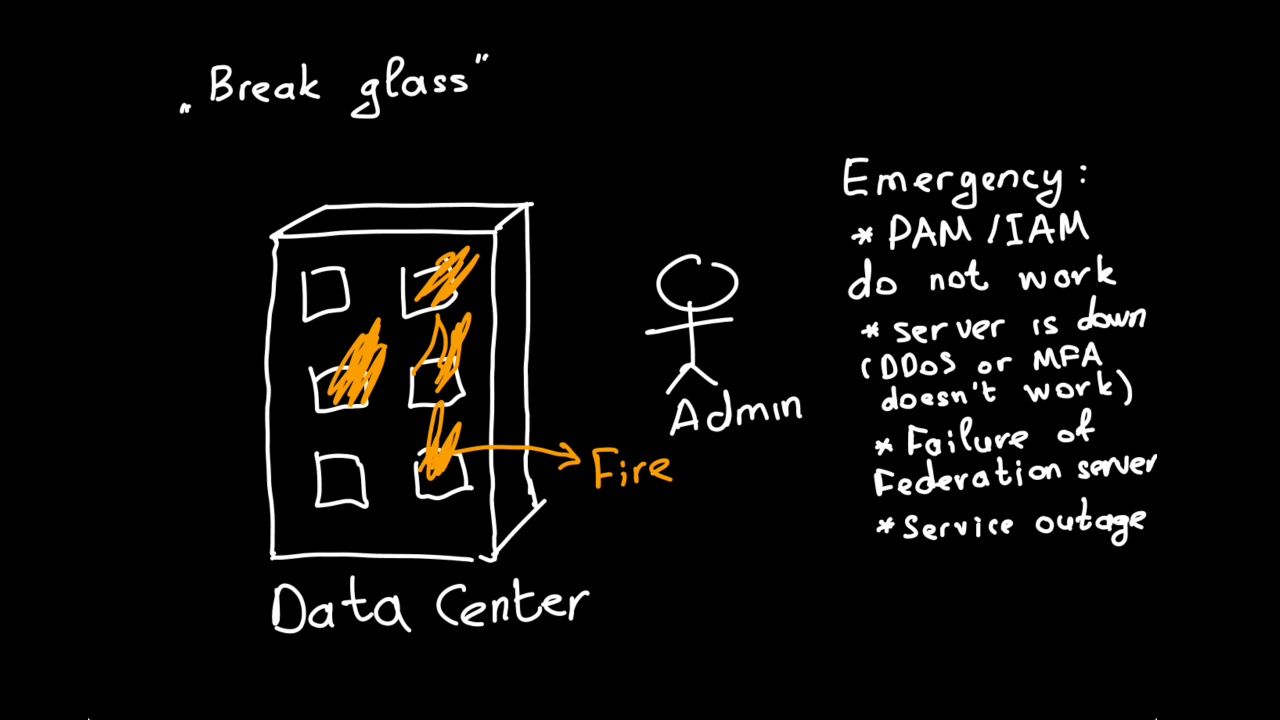 „Break glass"
Emergency:
* PAM/IAM
do not work
* server is down
(DDoS or MFA
doesn't work)
* Failure of
Federation server
* Service outage
Admin
Fire
Data Center